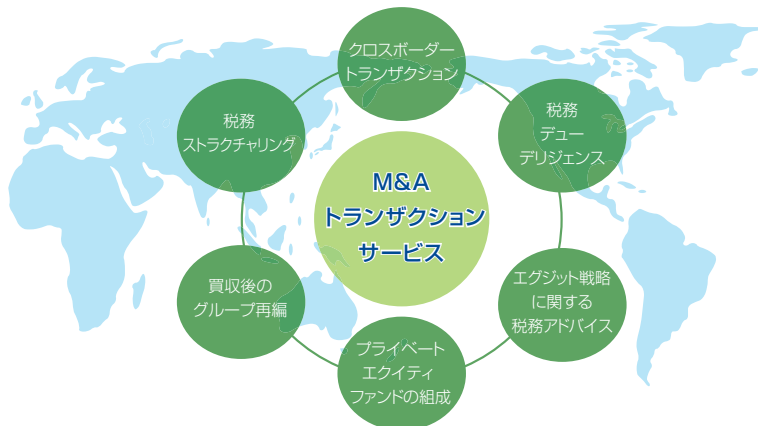 クロスボーダー
トランザクション
税務
ストラクチャリング
税務
デュー
デリジェンス
M&A
トランザクション
サービス
買収後の
グループ再編
エグジット戦略
に関する
税務アドバイス
プライベート
エクイティ
ファンドの組成